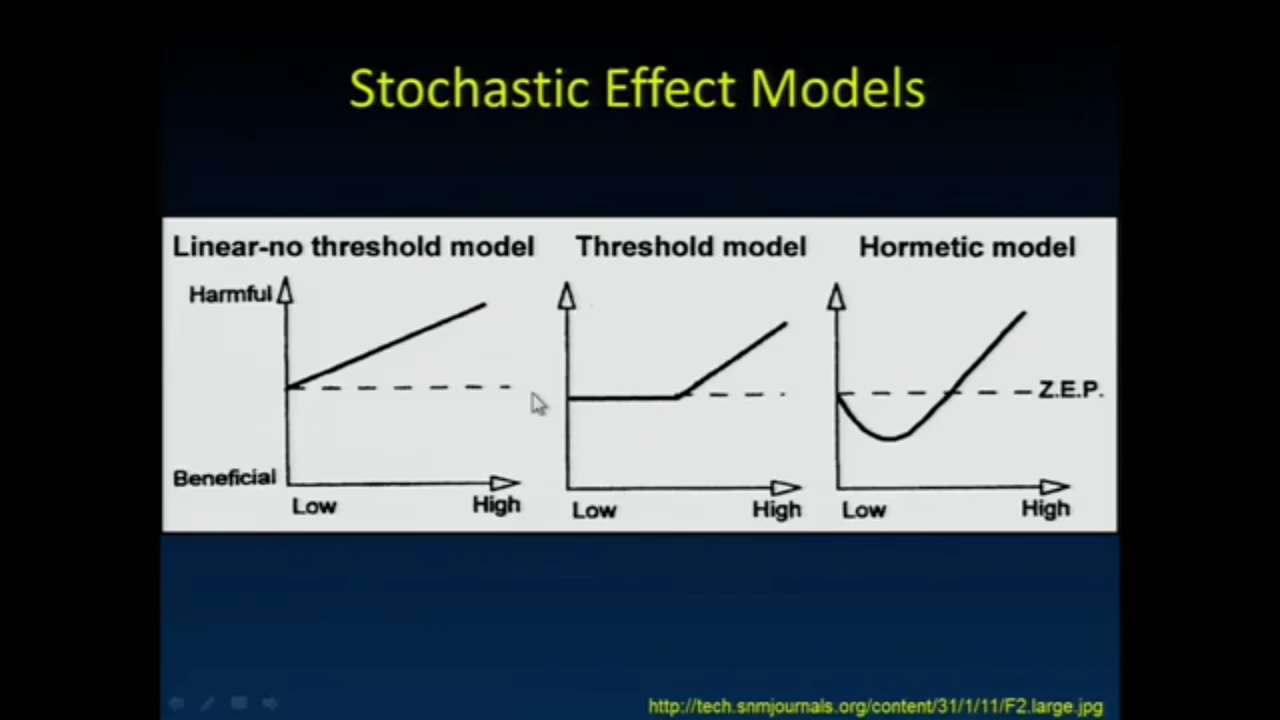 Stochastic Effect Models
Linear-no threshold model
Threshold model
Hormetic model
Harmful
Beneficial
Low
High
Low
High
Z.E.P.
Low
High
http://tech.snmjournals.org/content/31/1/11/F2.large.jpg